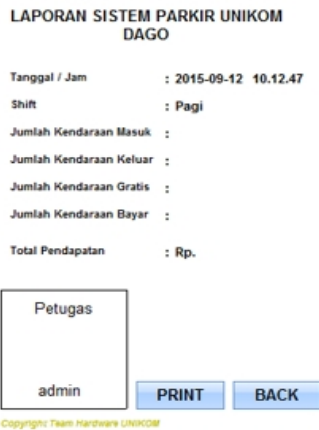 LAPORAN SISTEM PARKIR UNIKOM
DAGO
Tanggal / Jam : 2015-09-12 10.12.47
Shift : Pagi
Jumlah Kendaraan Masuk :
Jumlah Kendaraan Keluar :
Jumlah Kendaraan Gratis :
Jumlah Kendaraan Bayar :
Total Pendapatan : Rp.
Petugas
admin
PRINT BACK
Copyright Team Hardware UNIKOM